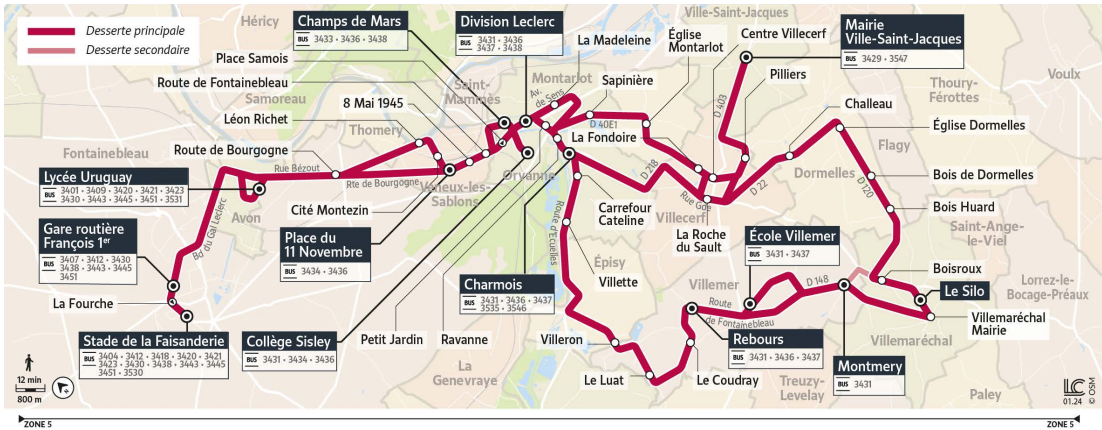 Desserte principale
Desserte secondaire
Héricy
Champs de Mars
BUS 3433 • 3436 • 3438
Division Leclerc
BUS 3431 • 3436
3437 • 3438
Ville-Saint-Jacques
La Madeleine
Église
Montarlot
Centre Villecerf
Mairie
Ville-Saint-Jacques
BUS 3429 • 3547
Place Samois
Route de Fontainebleau
Samoreau
Saint-
Mammès
Montarlot
Av.
de Sens
Sapinière
Pilliers
Thoury-
Férottes
Voulx
8 Mai 1945
Léon Richet
Thomery
D 40E1
D 403
Challeau
Église Dormelles
Flagy
La Fondoire
Fontainebleau
Route de Bourgogne
Rue Bézout
Rte de Bourgogne
Veneux-les-
Sablons
Orvanne
D 218
D 22
Dormelles
D 120
Bois de Dormelles
Lycée Uruguay
BUS 3401 • 3409 • 3420 • 3421 • 3423
3430 • 3443 • 3445 • 3451 • 3531
Avon
Cité Montezin
Bd du Gal Leclerc
Route d'Écuelles
Carrefour
Cateline
Villecerf
Rue Gde
La Roche
du Sault
Bois Huard
Saint-Ange-
le-Viel
Gare routière
François 1er
BUS 3407 • 3412 • 3430
3438 • 3443 • 3445
3451
Place du
11 Novembre
BUS 3434 • 3436
École Villemer
BUS 3431 • 3437
Épisy
Boisroux
Lorrez-le-
Bocage-Préaux
Charmois
BUS 3431 • 3436 • 3437
3535 • 3546
Villette
Villemer
D 148
Le Silo
La Fourche
Route
de Fontainebleau
Villemaréchal
Mairie
Stade de la Faisanderie
BUS 3404 • 3412 • 3418 • 3420 • 3421
3423 • 3430 • 3438 • 3443 • 3445
3451 • 3530
Collège Sisley
BUS 3431 • 3434 • 3436
Petit Jardin
Ravanne
Villeron
Rebours
BUS 3431 • 3436 • 3437
Villemaréchal
La
Genevraye
Le Luat
Le Coudray
Treuzy-
Levelay
Montmery
BUS 3431
Paley
12 min
800 m
LC
01.24
© OSM
ZONE 5
ZONE 5